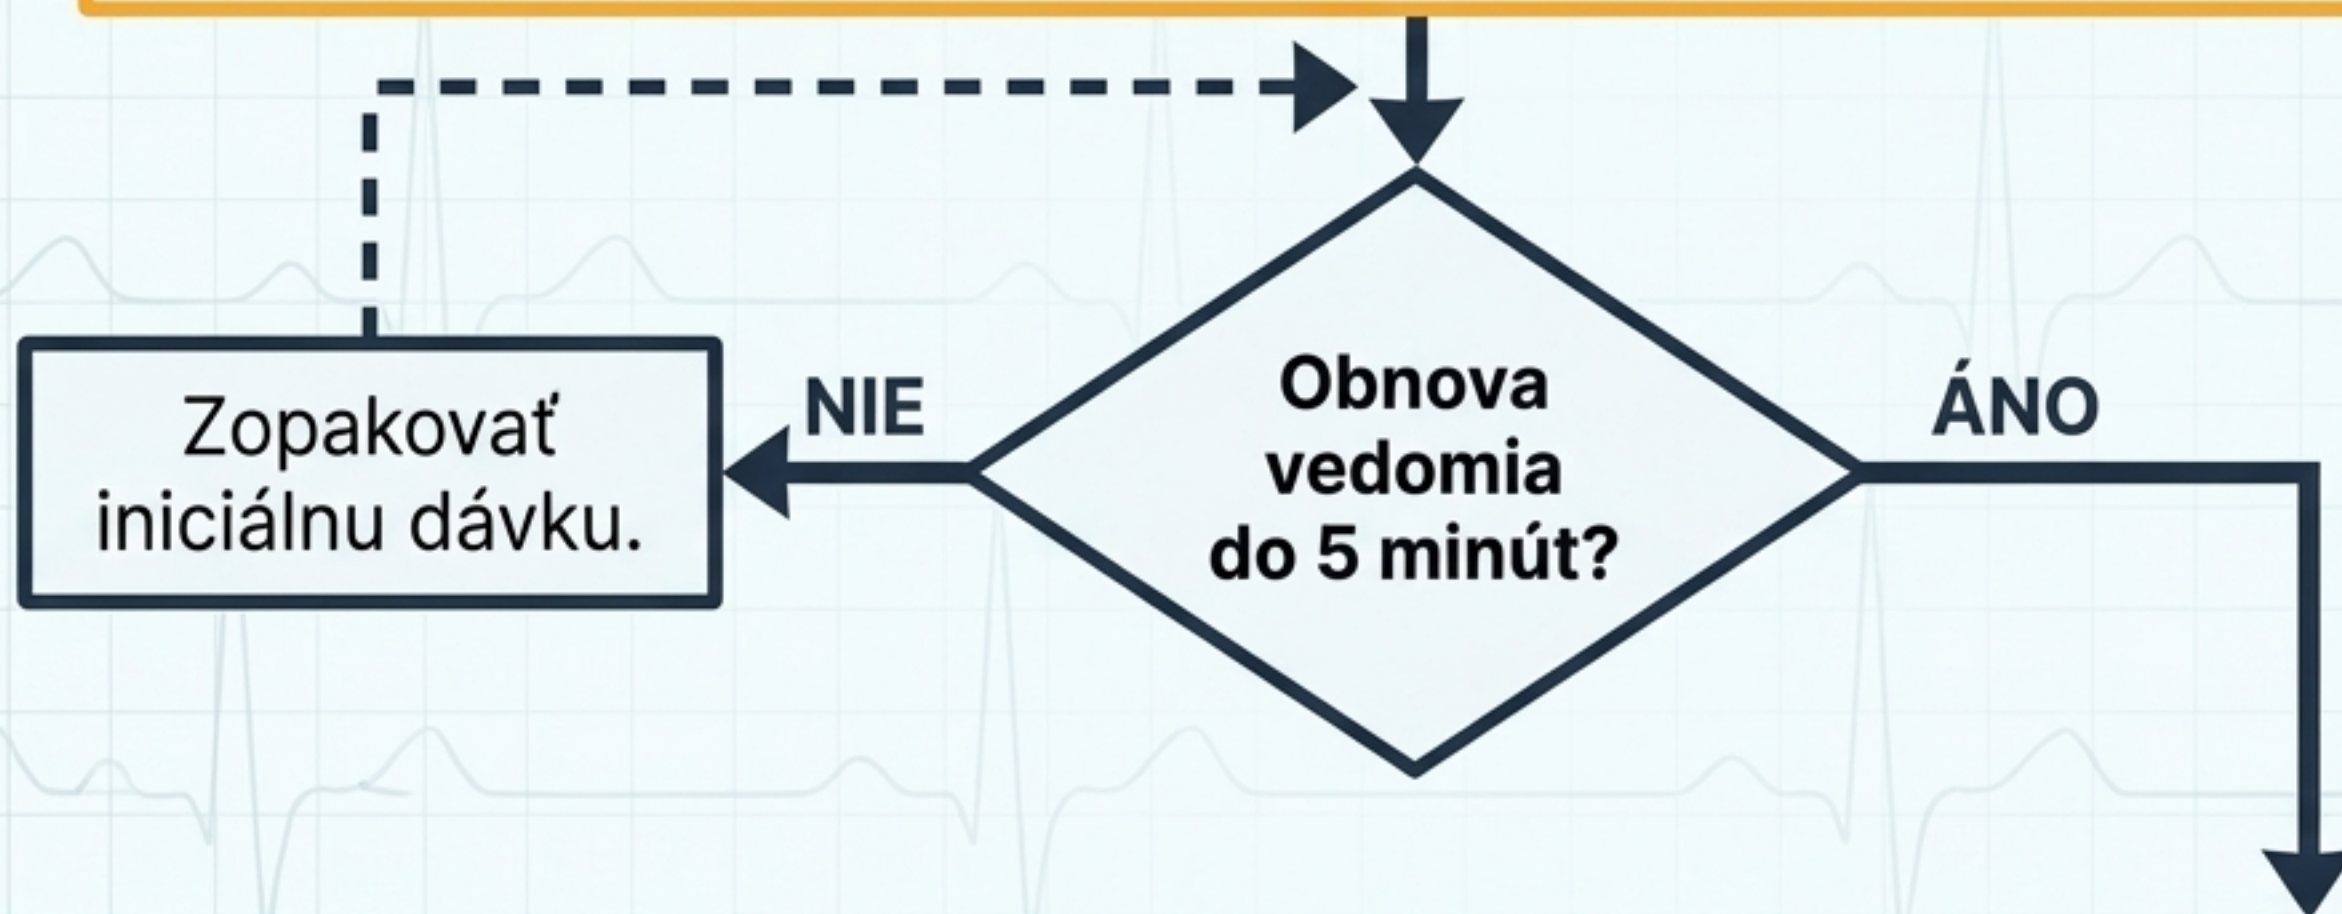 Zopakovať
iniciálnu dávku.
NIE
Obnova
vedomia
do 5 minút?
ÁNO